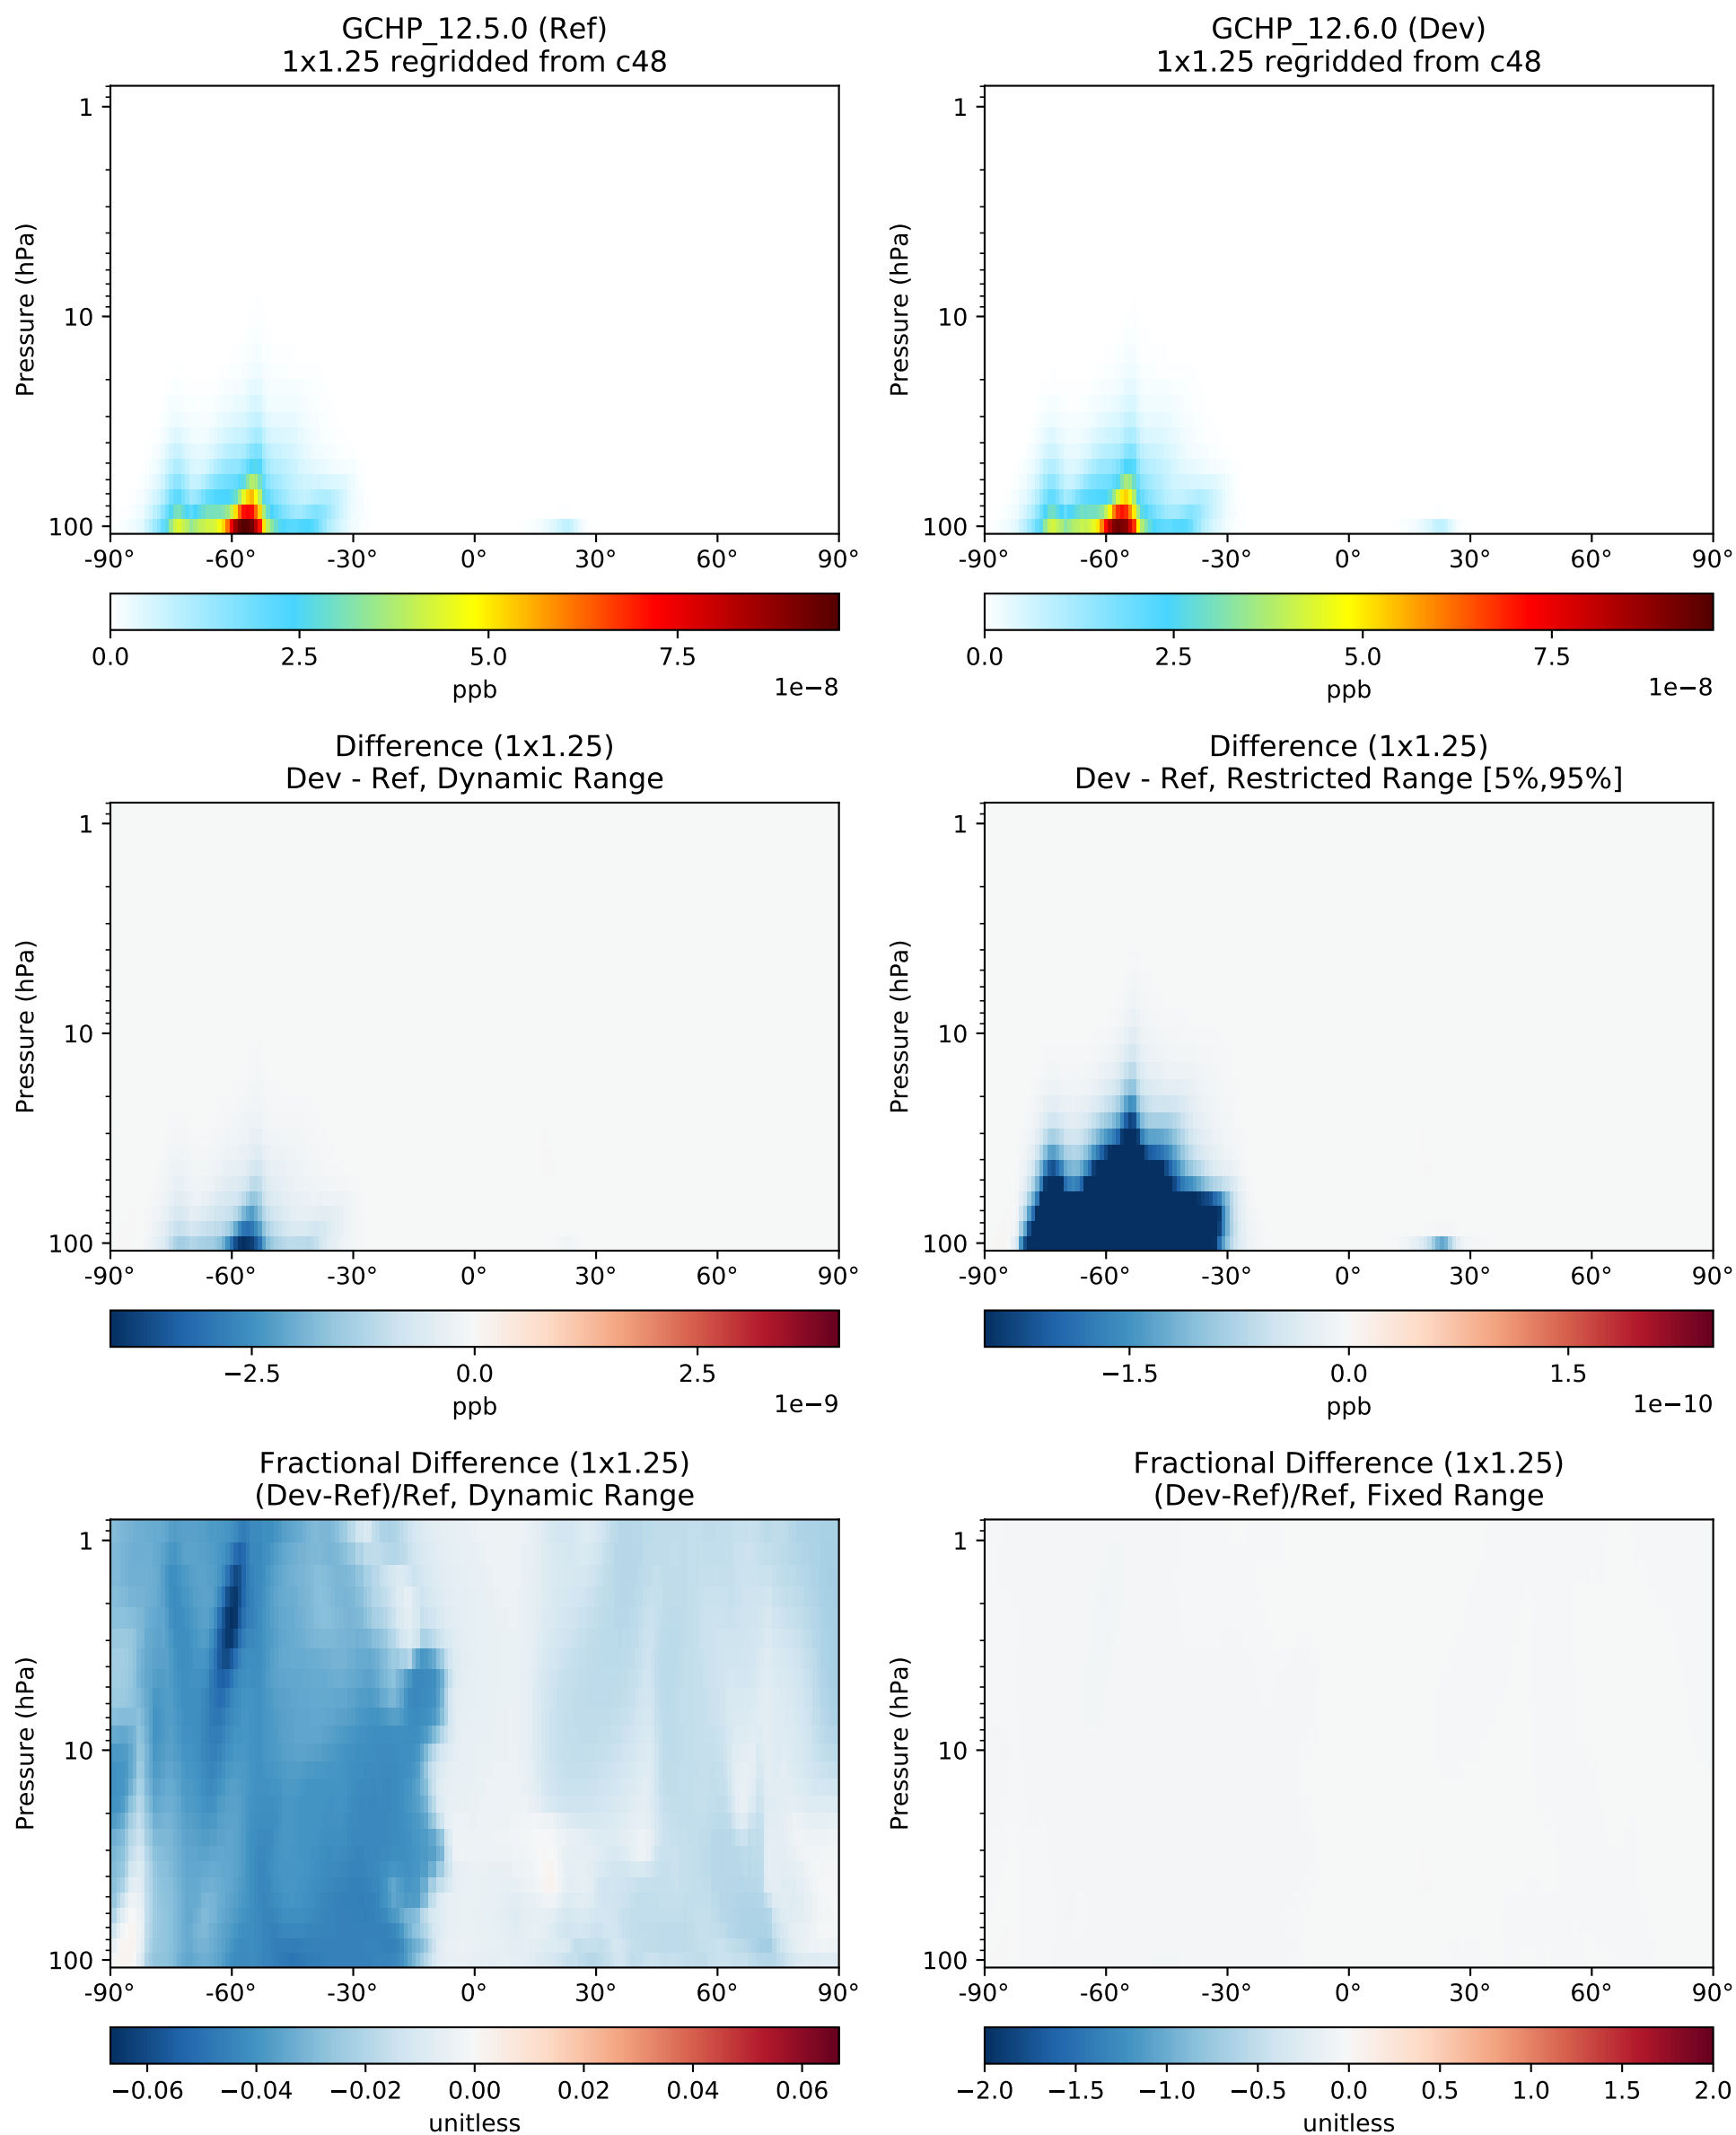 GCHP_12.5.0 (Ref)
1x1.25 regridded from c48
Pressure (hPa)
1
10
100
-90° -60° -30° 0° 30° 60° 90°
0.0 2.5 5.0 7.5
ppb
1e−8
GCHP_12.6.0 (Dev)
1x1.25 regridded from c48
Pressure (hPa)
1
10
100
-90° -60° -30° 0° 30° 60° 90°
0.0 2.5 5.0 7.5
ppb
1e−8
Difference (1x1.25)
Dev - Ref, Dynamic Range
Pressure (hPa)
1
10
100
-90° -60° -30° 0° 30° 60° 90°
−2.5 0.0 2.5
ppb
1e−9
Difference (1x1.25)
Dev - Ref, Restricted Range [5%,95%]
Pressure (hPa)
1
10
100
-90° -60° -30° 0° 30° 60° 90°
−1.5 0.0 1.5
ppb
1e−10
Fractional Difference (1x1.25)
(Dev-Ref)/Ref, Dynamic Range
Pressure (hPa)
1
10
100
-90° -60° -30° 0° 30° 60° 90°
−0.06 −0.04 −0.02 0.00 0.02 0.04 0.06
unitless
Fractional Difference (1x1.25)
(Dev-Ref)/Ref, Fixed Range
Pressure (hPa)
1
10
100
-90° -60° -30° 0° 30° 60° 90°
−2.0 −1.5 −1.0 −0.5 0.0 0.5 1.0 1.5 2.0
unitless